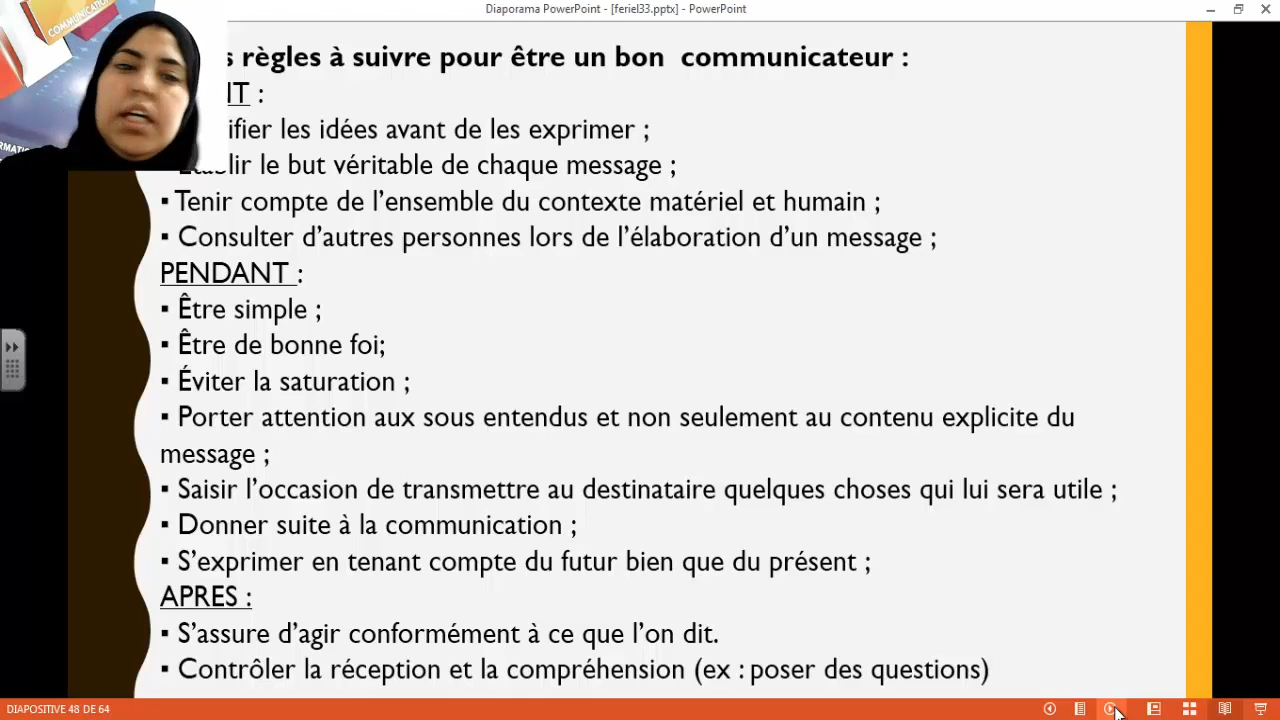 Diaporama PowerPoint - [feriel33.pptx] - PowerPoint
COMMUNICATION
règles à suivre pour être un bon communicateur :
:
les idées avant de les exprimer ;
le but véritable de chaque message ;
▪ Tenir compte de l’ensemble du contexte matériel et humain ;
▪ Consulter d’autres personnes lors de l’élaboration d’un message ;
PENDANT :
▪ Être simple ;
▪ Être de bonne foi;
▪ Éviter la saturation ;
▪ Porter attention aux sous entendus et non seulement au contenu explicite du
message ;
▪ Saisir l’occasion de transmettre au destinataire quelques choses qui lui sera utile ;
▪ Donner suite à la communication ;
▪ S’exprimer en tenant compte du futur bien que du présent ;
APRES :
▪ S’assure d’agir conformément à ce que l’on dit.
▪ Contrôler la réception et la compréhension (ex : poser des questions)
DIAPOSITIVE 48 DE 64